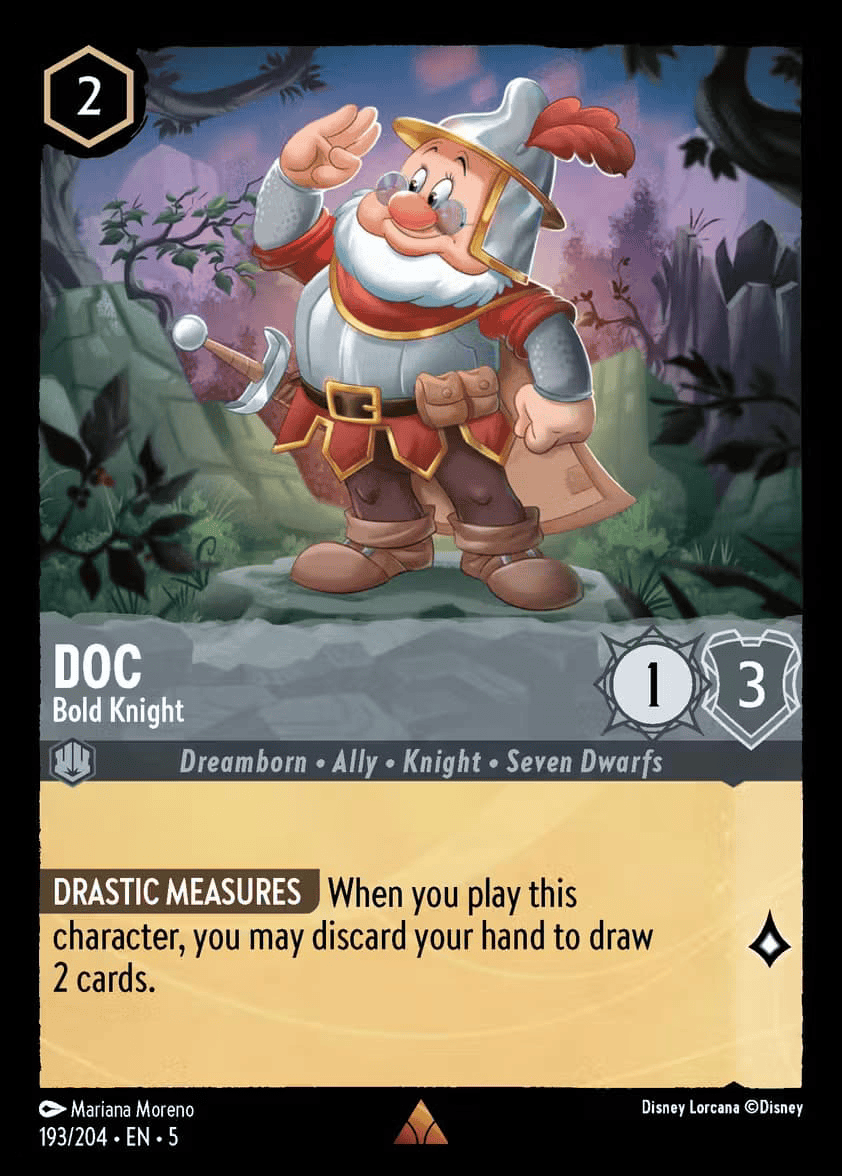 2
DOC
Bold Knight
1
3
Dreamborn • Ally • Knight • Seven Dwarfs
DRASTIC MEASURES When you play this
character, you may discard your hand to draw
2 cards.
Mariana Moreno
193/204 • EN • 5
Disney Lorcana ©Disney